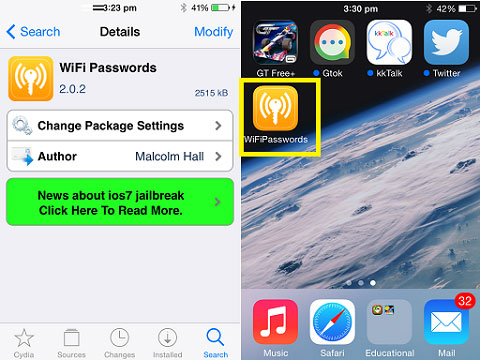 3:23 pm
41%
Search
Details
Modify
WiFi Passwords
2.0.2
2515 kB
Change Package Settings
Author
Malcolm Hall
News about ios7 jailbreak
Click Here To Read More.
Cydia
Sources
Changes
Installed
Search
3:30 pm
42%
GT Free+
Gtok
kkTalk
kkTalk
Twitter
WiFiPasswords
Music
Safari
Educational
32
Mail